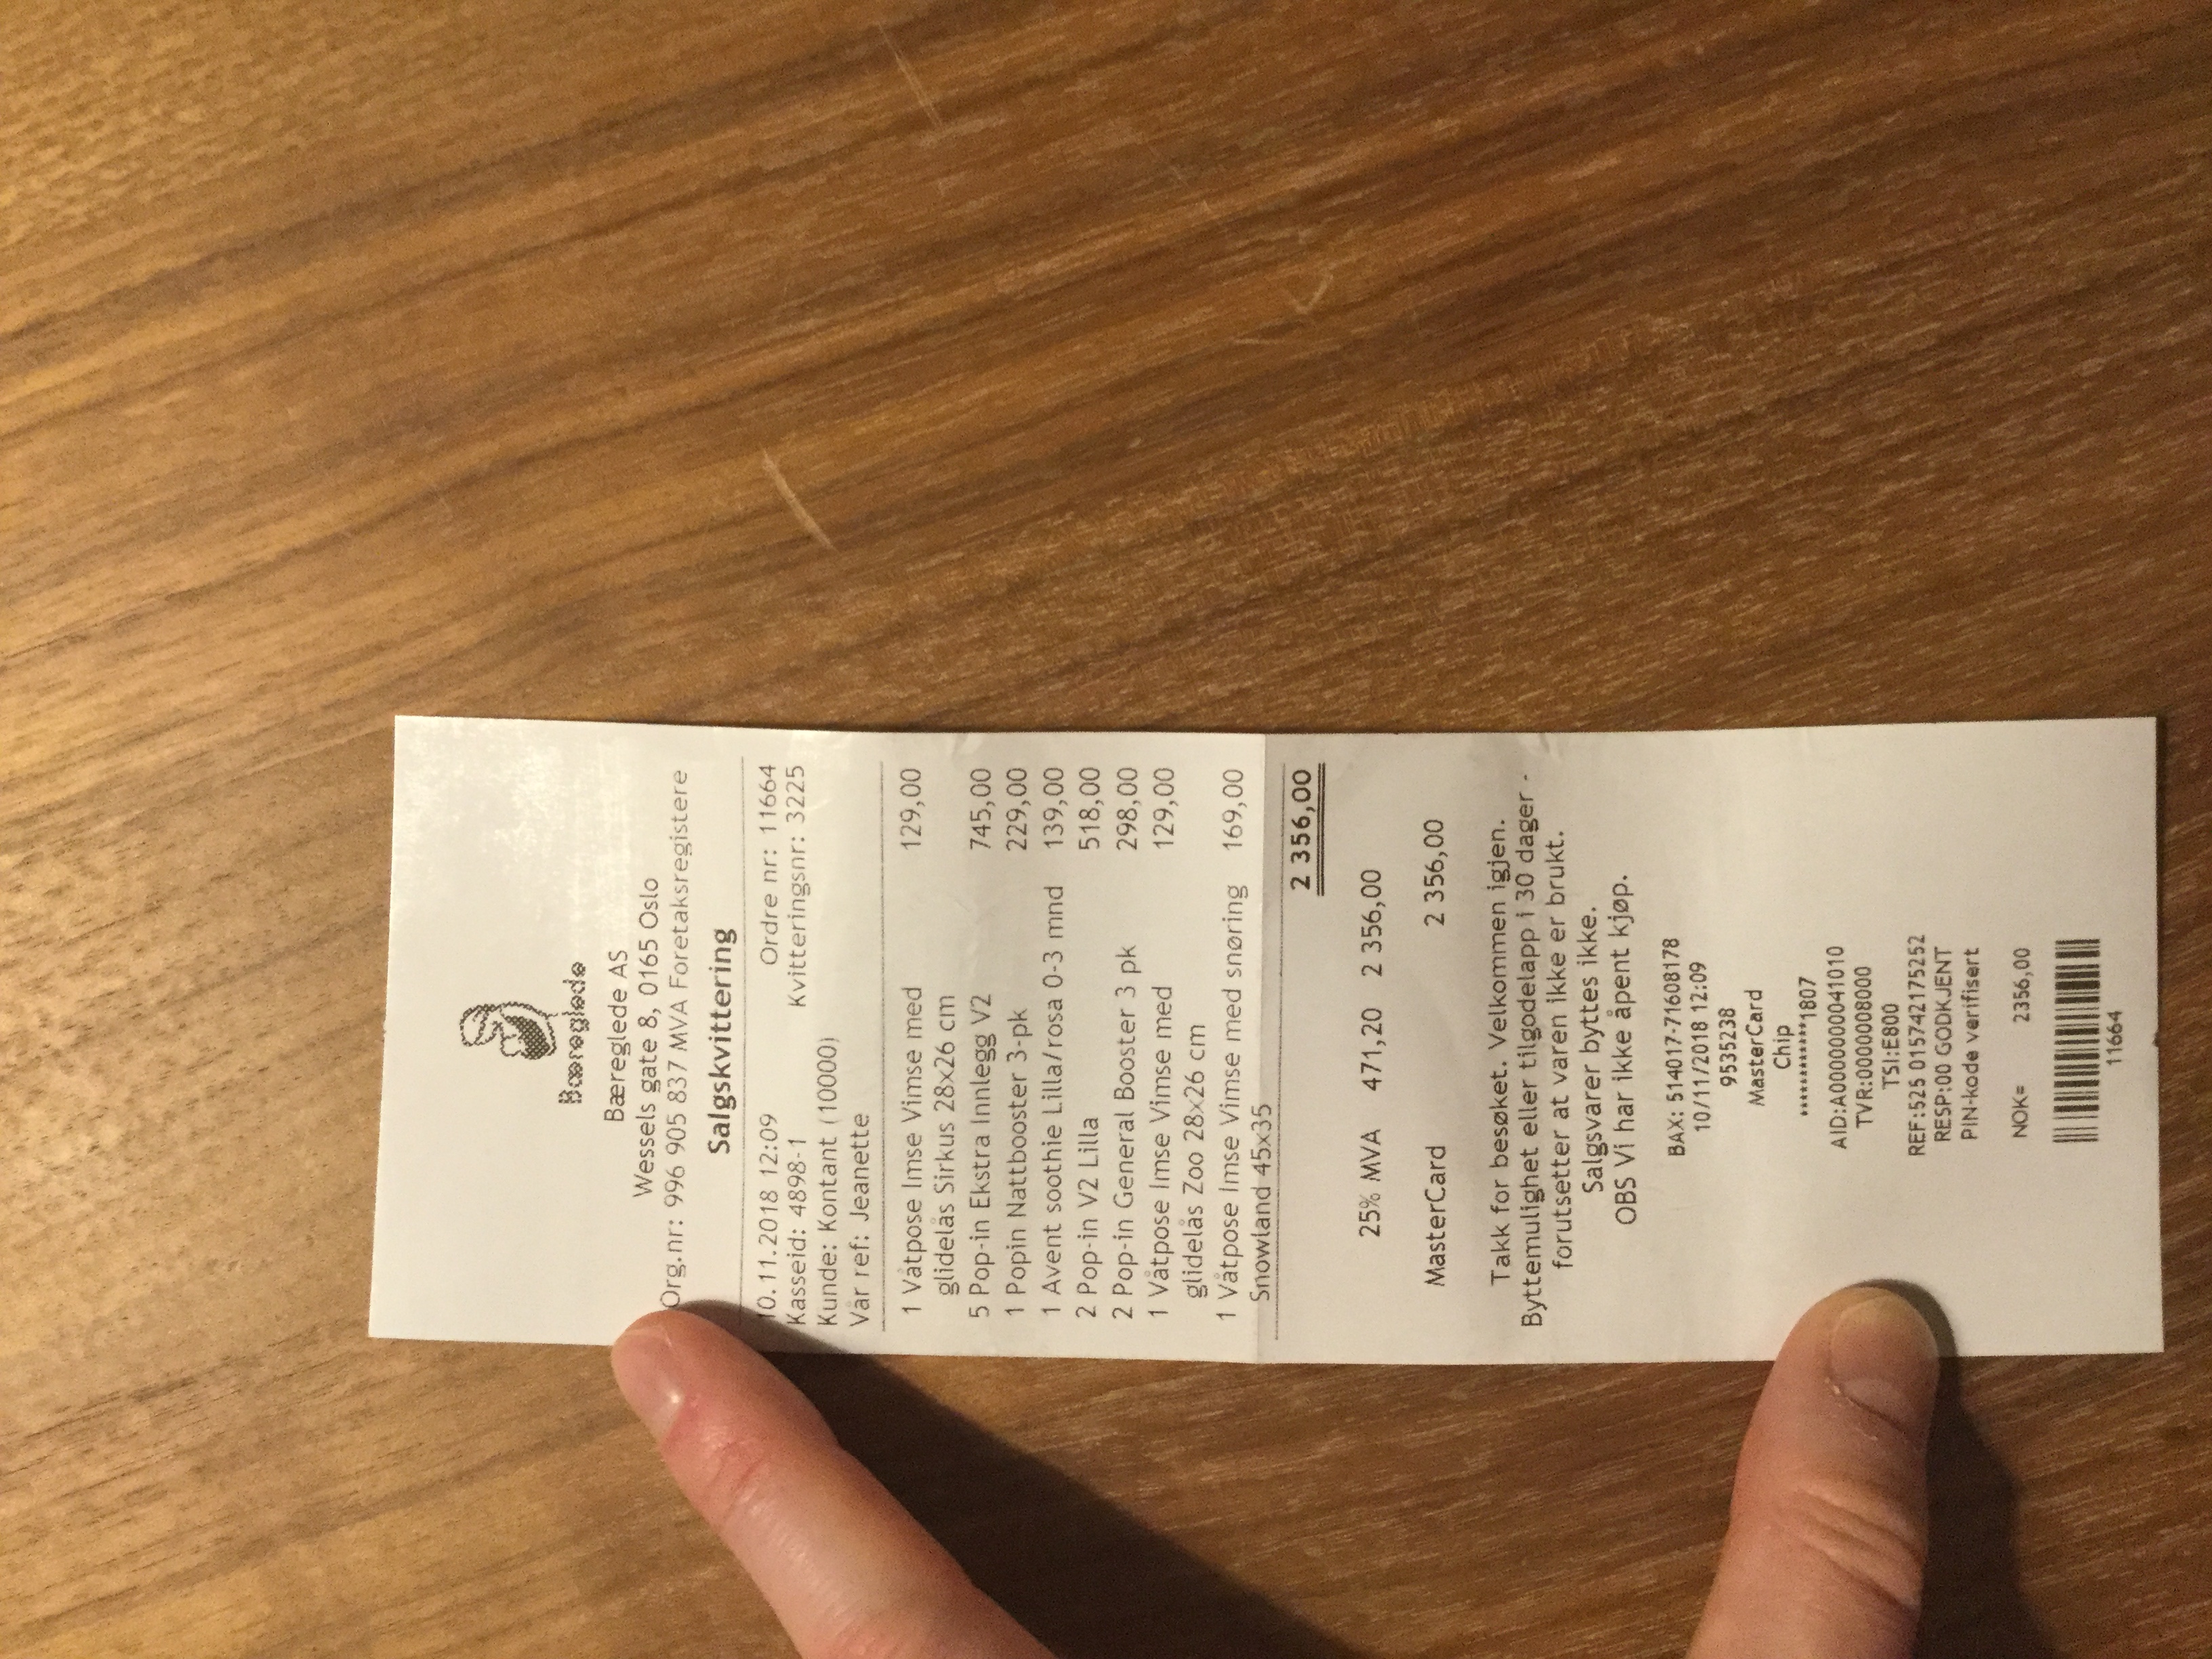 Bæreglede
Bæreglede AS
Wessels gate 8, 0165 Oslo
Org.nr: 996 905 837 MVA Foretaksregistere
Salgskvittering
10.11.2018 12:09 Ordre nr: 11664
Kasseid: 4898-1 Kvitteringsnr: 3225
Kunde: Kontant (10000)
Vår ref: Jeanette
1 Våtpose Imse Vimse med 129,00
glidelås Sirkus 28x26 cm
5 Pop-in Ekstra Innlegg V2 745,00
1 Popin Nattbooster 3-pk 229,00
1 Avent soothie Lilla/rosa 0-3 mnd 139,00
2 Pop-in V2 Lilla 518,00
2 Pop-in General Booster 3 pk 298,00
1 Våtpose Imse Vimse med 129,00
glidelås Zoo 28x26 cm
1 Våtpose Imse Vimse med snøring 169,00
Snowland 45x35
2 356,00
25% MVA 471,20 2 356,00
MasterCard 2 356,00
Takk for besøket. Velkommen igjen.
Byttemulighet eller tilgodelapp i 30 dager -
forutsetter at varen ikke er brukt.
Salgsvarer byttes ikke.
OBS Vi har ikke åpent kjøp.
BAX: 514017-71608178
10/11/2018 12:09
9535238
MasterCard
Chip
************1807
AID:A0000000041010
TVR:0000008000
TSI:E800
REF:525 015742175252
RESP:00 GODKJENT
PIN-kode verifisert
NOK= 2356,00
11664